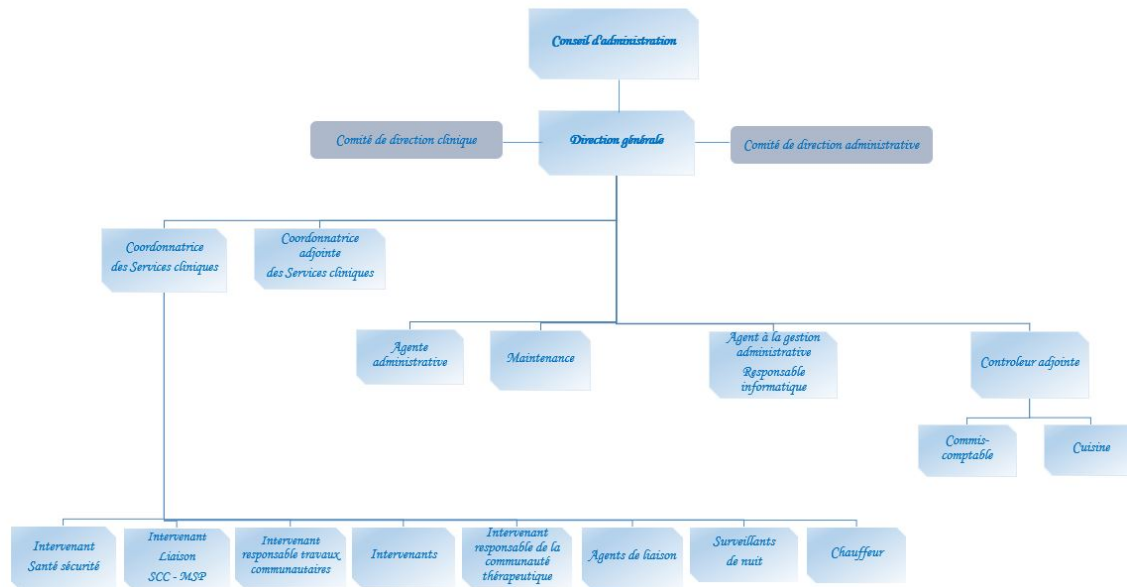 Conseil d'administration
Comité de direction clinique
Direction générale
Comité de direction administrative
Coordonnatrice
des Services cliniques
Coordonnatrice
adjointe
des Services cliniques
Agente
administrative
Maintenance
Agent à la gestion
administrative
Responsable
informatique
Controleur adjointe
Commis-
comptable
Cuisine
Intervenant
Santé sécurité
Intervenant
Liaison
SCC - MSP
Intervenant
responsable travaux
communautaires
Intervenants
Intervenant
responsable de la
communauté
thérapeutique
Agents de liaison
Surveillants
de nuit
Chauffeur